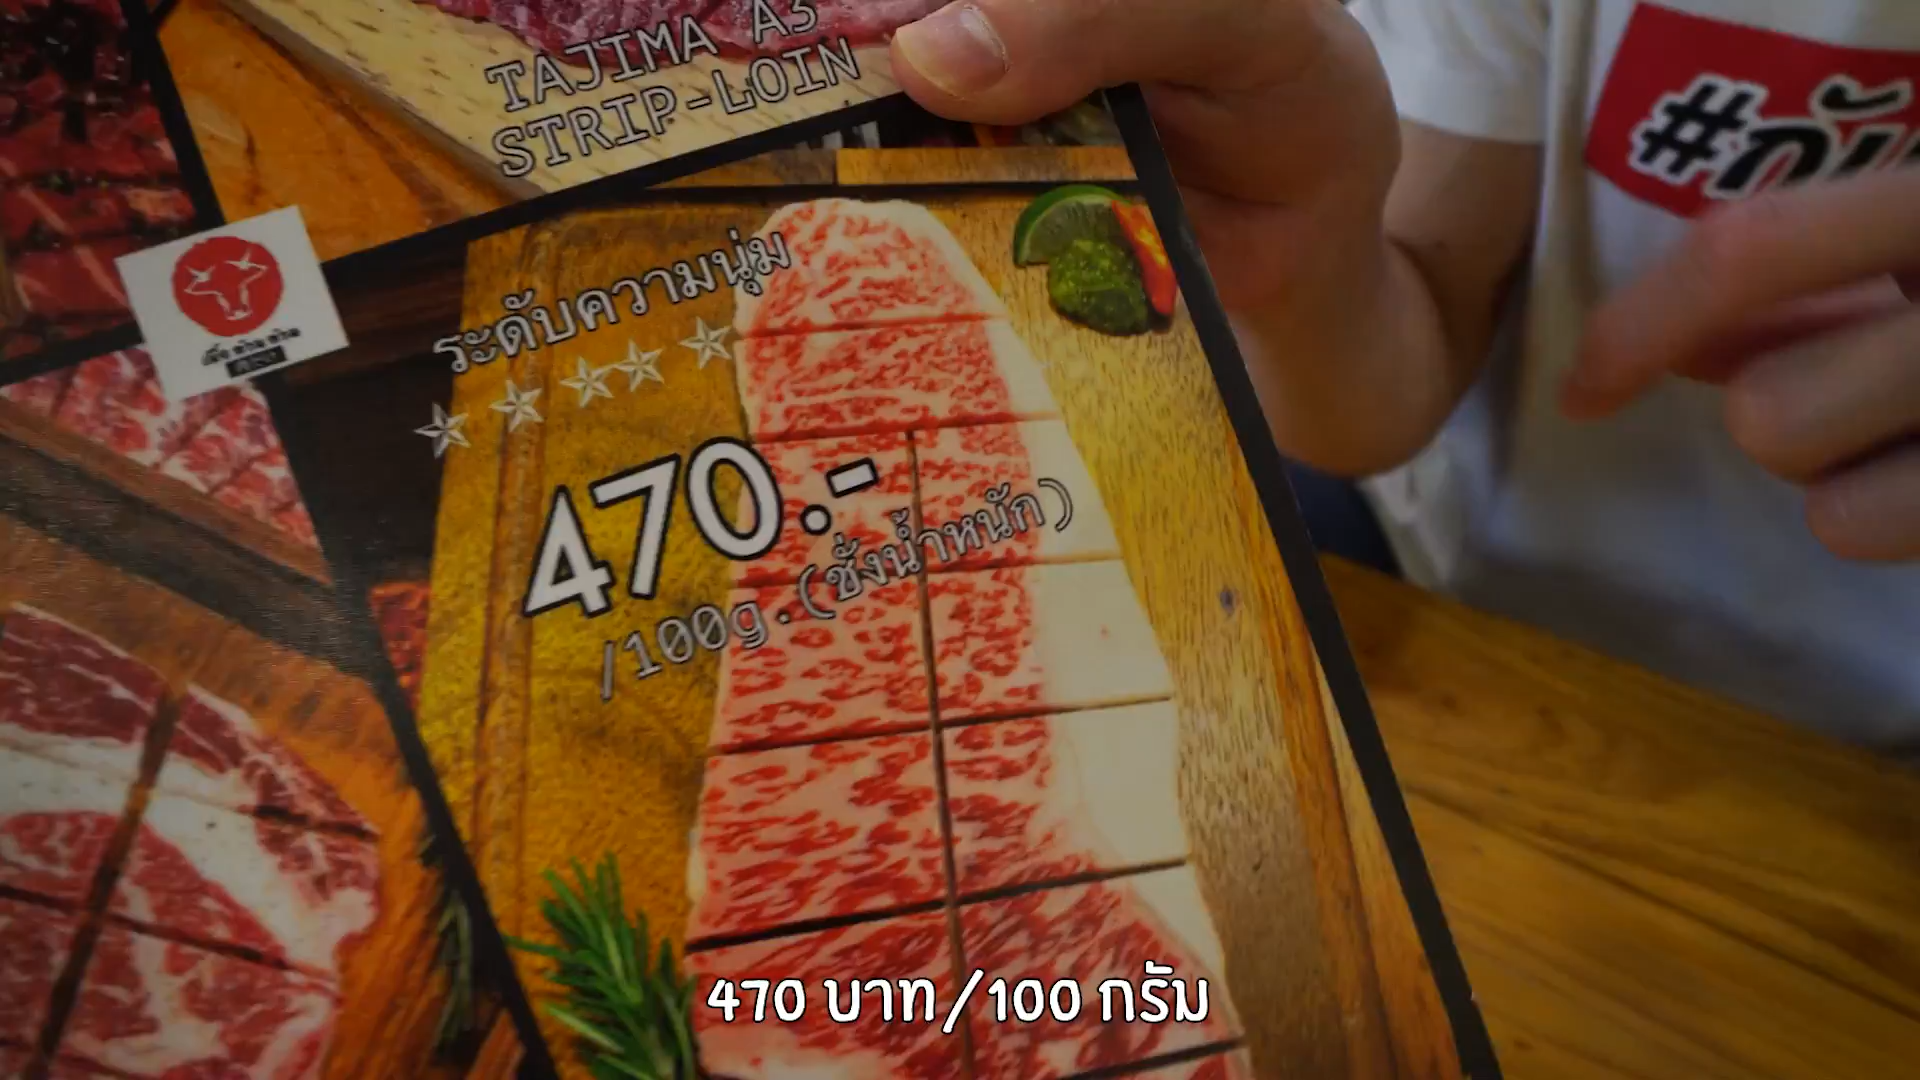 TAJIMA A5
STRIP-LOIN
#กัน
ระดับความนุ่ม
470.-
/100g.(ชั่งน้ำหนัก)
470 บาท/100 กรัม